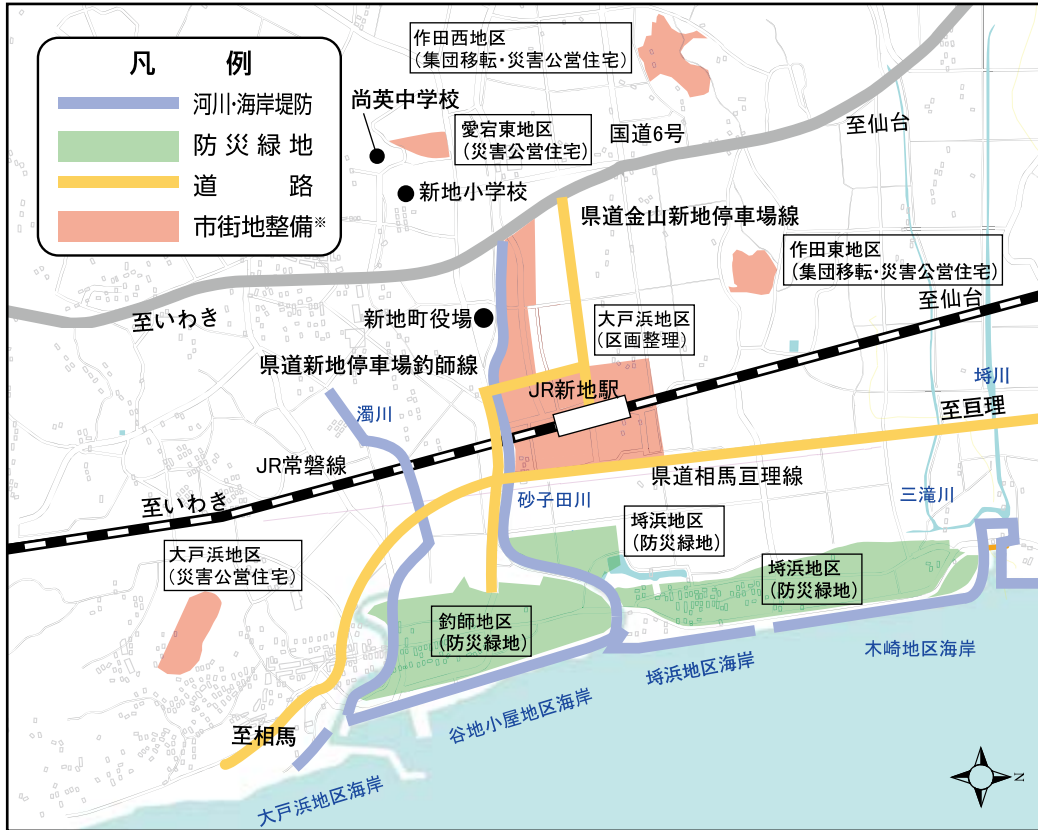 凡 例
河川・海岸堤防
防災緑地
道 路
市街地整備※
作田西地区
(集団移転・災害公営住宅)
尚英中学校
愛宕東地区
(災害公営住宅)
国道6号
至仙台
新地小学校
県道金山新地停車場線
作田東地区
(集団移転・災害公営住宅)
至仙台
至いわき
新地町役場
大戸浜地区
(区画整理)
県道新地停車場釣師線
JR新地駅
濁川
埓川
至亘理
JR常磐線
県道相馬亘理線
至いわき
砂子田川
三滝川
大戸浜地区
(災害公営住宅)
埓浜地区
(防災緑地)
埓浜地区
(防災緑地)
釣師地区
(防災緑地)
木崎地区海岸
埓浜地区海岸
谷地小屋地区海岸
至相馬
大戸浜地区海岸
N